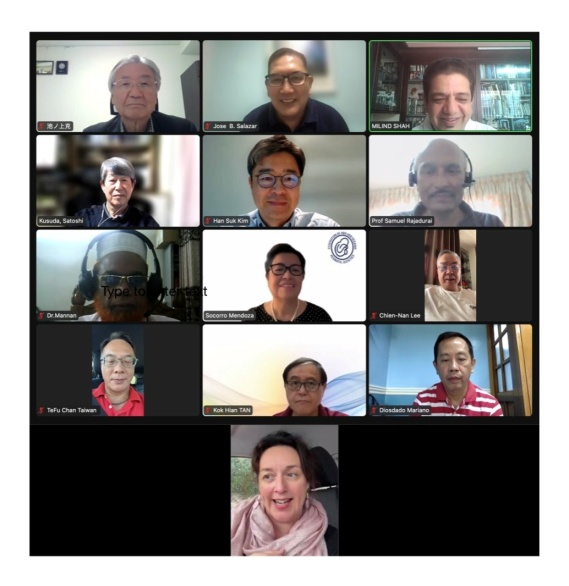 池ノ上克
Jose B. Salazar
MILIND SHAH
Kusuda, Satoshi
Han Suk Kim
Prof Samuel Rajadurai
Type to enter text
Dr.Mannan
Socorro Mendoza
Chien-Nan Lee
TeFu Chan Taiwan
Kok Hian TAN
Diosdado Mariano